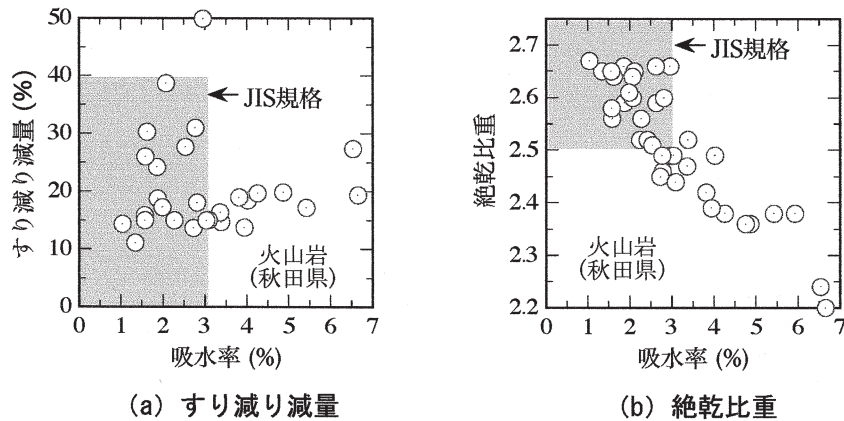 50
40
30
20
10
0
すり減り減量 (%)
JIS規格
火山岩
(秋田県)
0 1 2 3 4 5 6 7
吸水率 (%)
(a) すり減り減量
2.7
2.6
2.5
2.4
2.3
2.2
絶乾比重
JIS規格
火山岩
(秋田県)
0 1 2 3 4 5 6 7
吸水率 (%)
(b) 絶乾比重